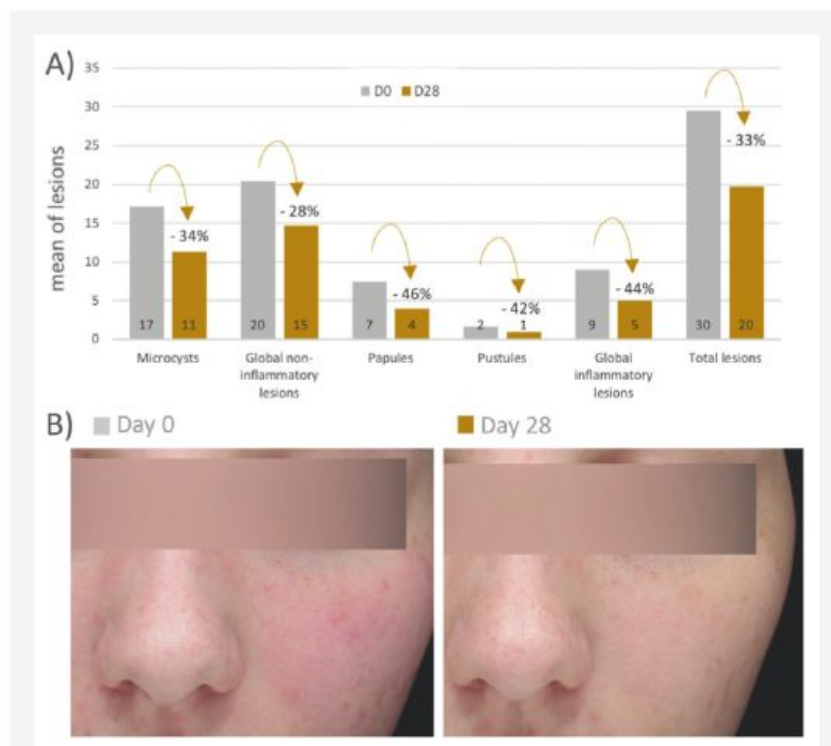 A)
35
30
25
20
15
10
5
0
mean of lesions
D0 D28
- 34%
- 28%
- 46%
- 42%
- 44%
- 33%
17 11 20 15 7 4 2 1 9 5 30 20
Microcysts
Global non-
inflammatory
lesions
Papules
Pustules
Global
inflammatory
lesions
Total lesions
B) Day 0 Day 28